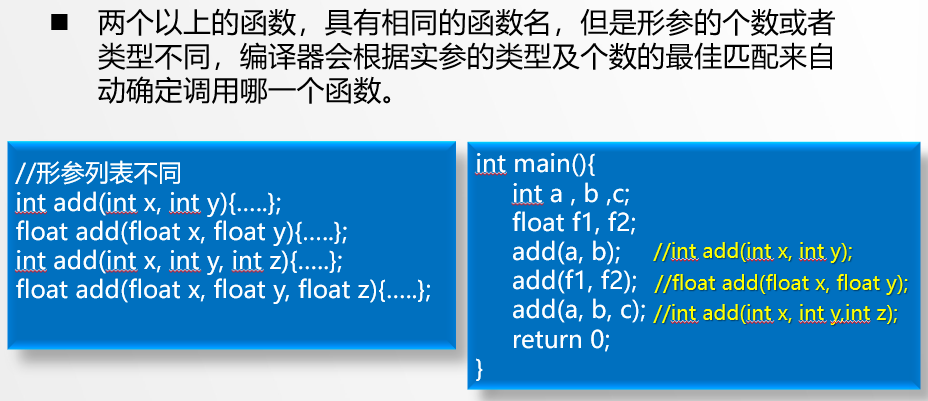 ■ 两个以上的函数，具有相同的函数名，但是形参的个数或者
类型不同，编译器会根据实参的类型及个数的最佳匹配来自
动确定调用哪一个函数。
//形参列表不同
int add(int x, int y){.....};
float add(float x, float y){.....};
int add(int x, int y, int z){.....};
float add(float x, float y, float z){.....};
int main(){
int a , b ,c;
float f1, f2;
add(a, b); //int add(int x, int y);
add(f1, f2); //float add(float x, float y);
add(a, b, c); //int add(int x, int y,int z);
return 0;
}